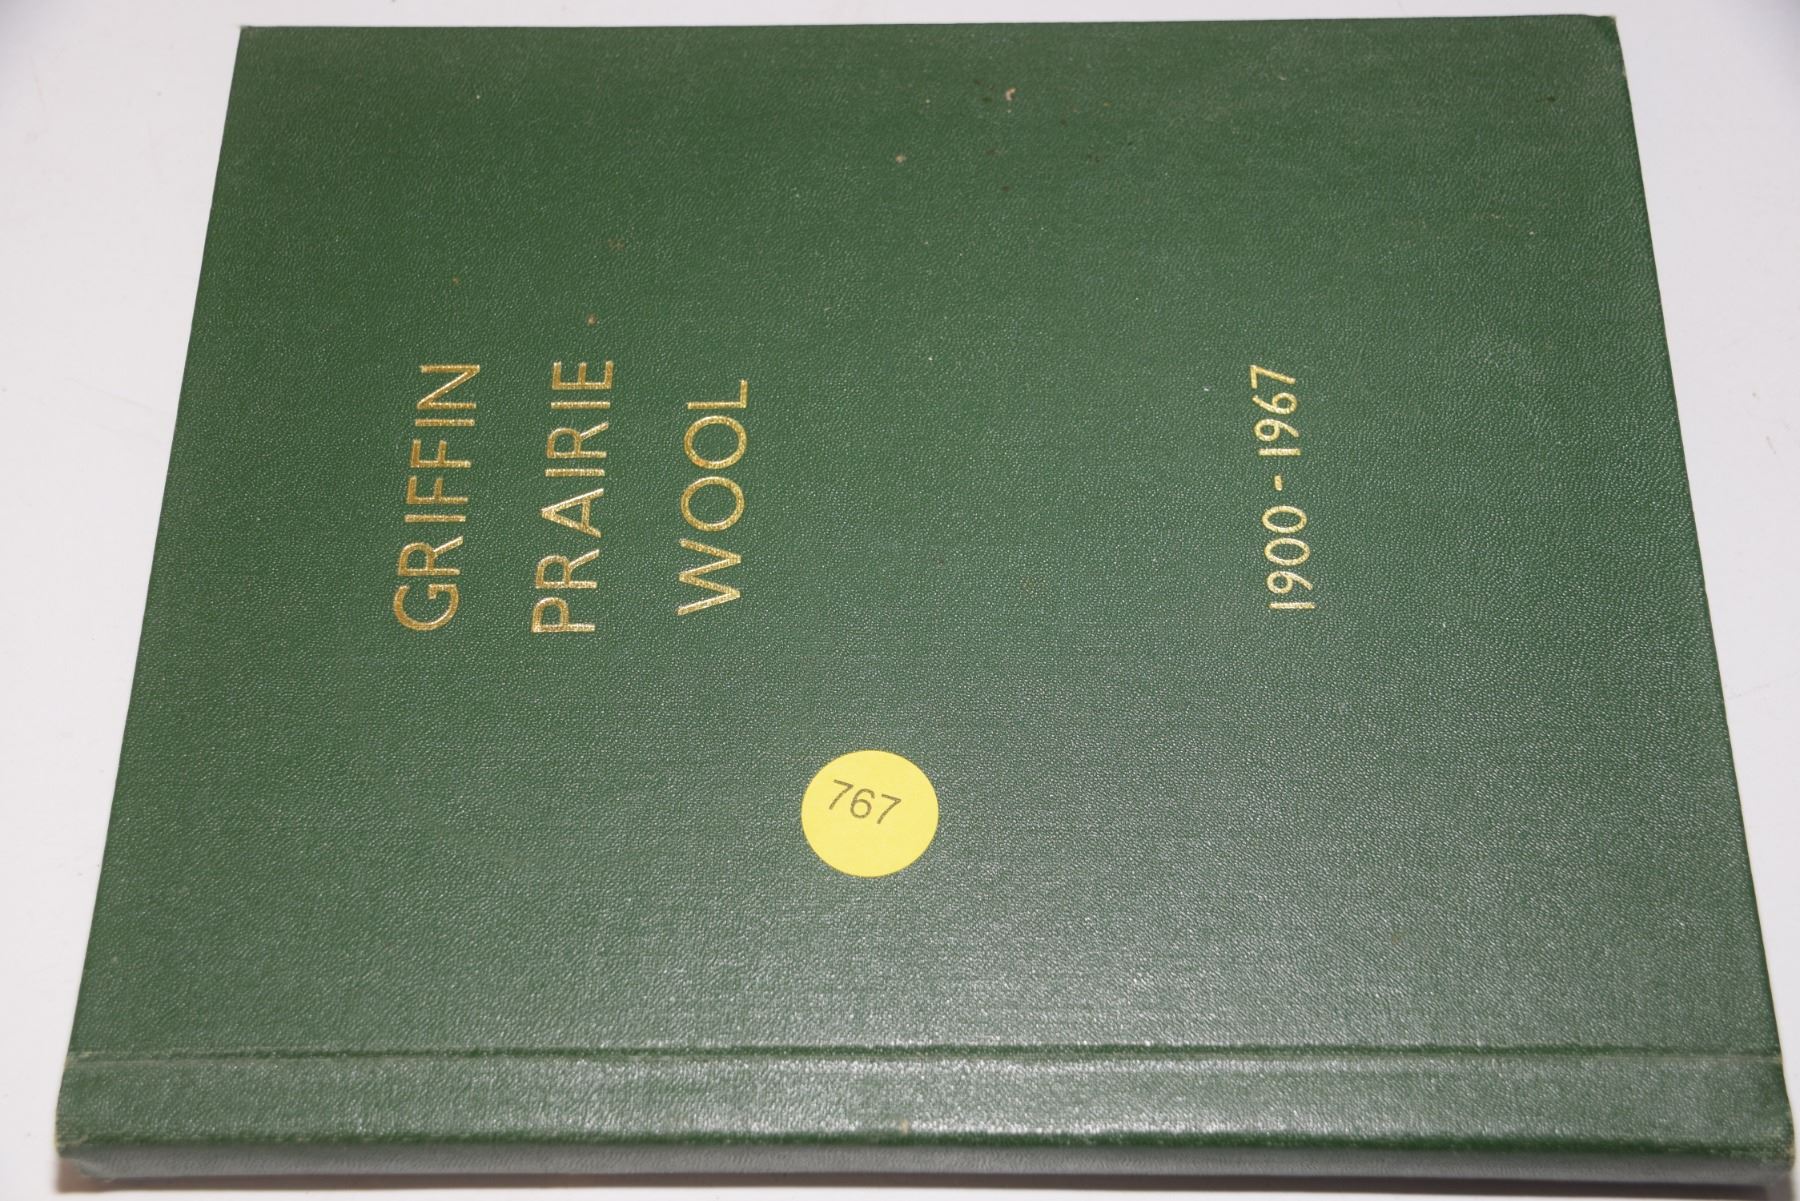 GRIFFIN
PRAIRIE
WOOL
1900 - 1967
767